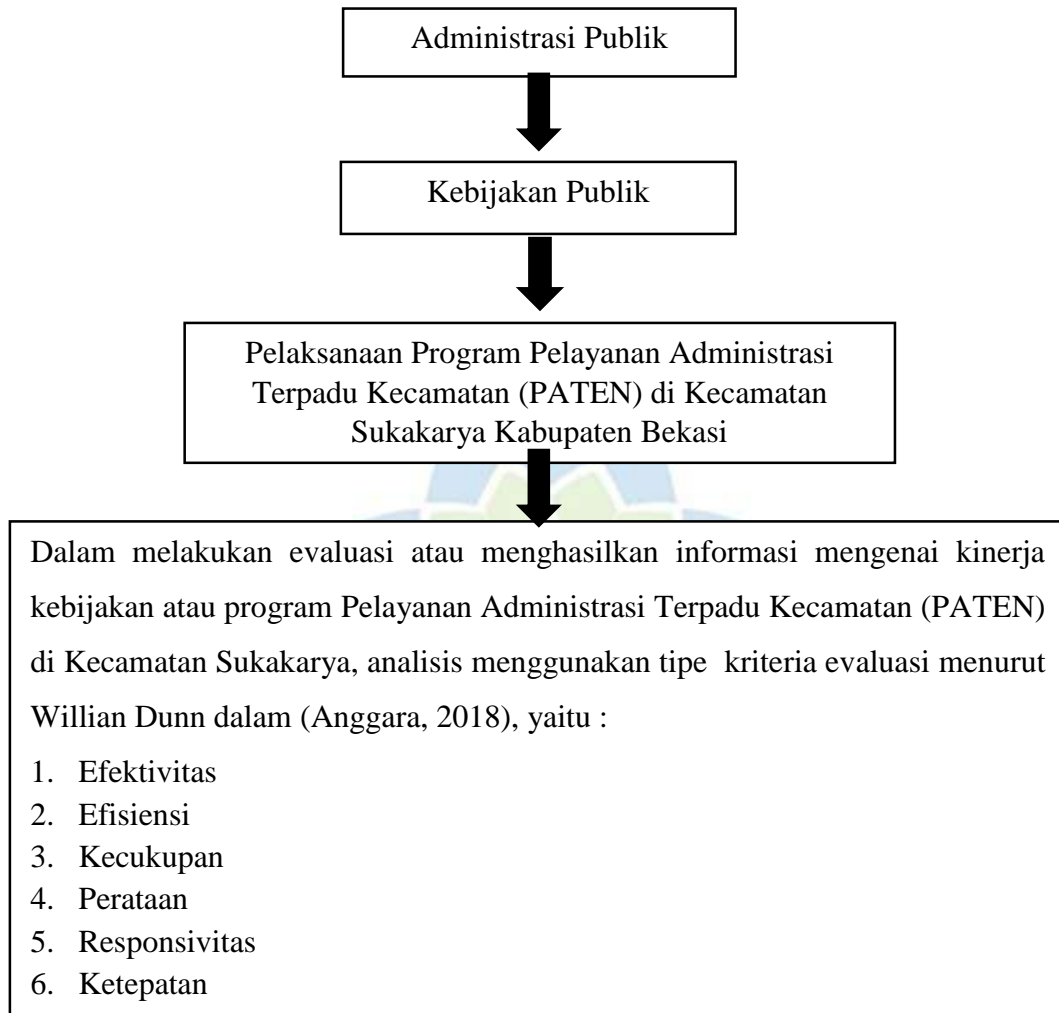 Administrasi Publik
Kebijakan Publik
Pelaksanaan Program Pelayanan Administrasi
Terpadu Kecamatan (PATEN) di Kecamatan
Sukakarya Kabupaten Bekasi
Dalam melakukan evaluasi atau menghasilkan informasi mengenai kinerja
kebijakan atau program Pelayanan Administrasi Terpadu Kecamatan (PATEN)
di Kecamatan Sukakarya, analisis menggunakan tipe kriteria evaluasi menurut
Willian Dunn dalam (Anggara, 2018), yaitu :
1. Efektivitas
2. Efisiensi
3. Kecukupan
4. Perataan
5. Responsivitas
6. Ketepatan